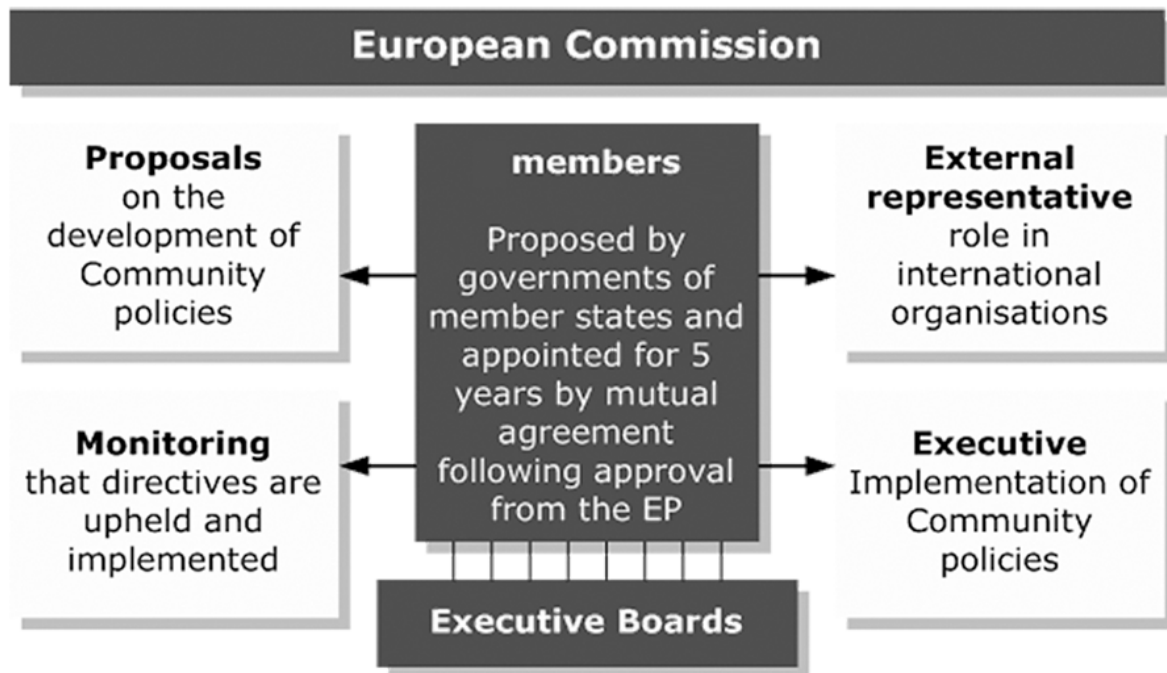 European Commission
Proposals
on the
development of
Community
policies
members
Proposed by
governments of
member states and
appointed for 5
years by mutual
agreement
following approval
from the EP
External
representative
role in
international
organisations
Monitoring
that directives are
upheld and
implemented
Executive
Implementation of
Community
policies
Executive Boards